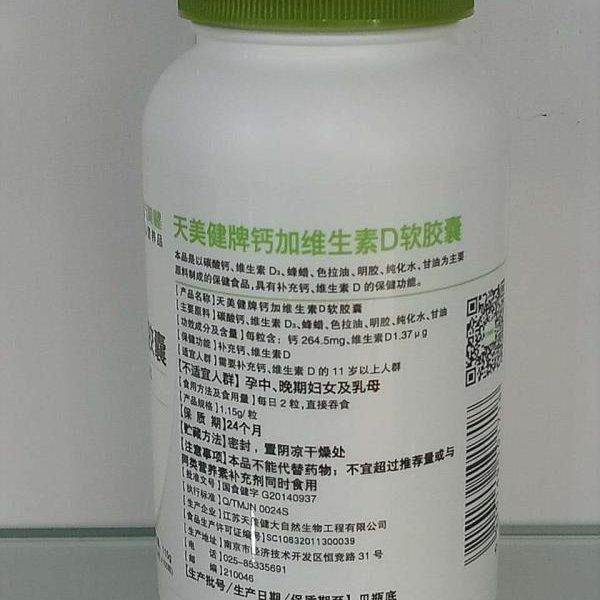 天美健牌钙加维生素D软胶囊
本品是以碳酸钙、维生素 D₃、蜂蜡、色拉油、明胶、纯化水、甘油为主要
原料制成的保健食品,具有补充钙、维生素 D 的保健功能。
【产品名称】天美健牌钙加维生素D软胶囊
【主要原料】碳酸钙、维生素 D₃、蜂蜡、色拉油、明胶、纯化水、甘油
【功效成分及含量】每粒含:钙 264.5mg、维生素D1.37μg
【保健功能】补充钙、维生素D
【适宜人群】需要补充钙、维生素 D 的 11 岁以上人群
【不适宜人群】孕中、晚期妇女及乳母
【食用方法及食用量】每日 2 粒,直接吞食
【产品规格】1.15g/粒
【保 质 期】24个月
【贮藏方法】密封,置阴凉干燥处
【注意事项】本品不能代替药物;不宜超过推荐量或与
同类营养素补充剂同时食用
【批准文号】国食健字 G20140937
【执行标准】Q/TMJN 0024S
【生产企业】江苏天美健大自然生物工程有限公司
【食品生产许可证编号】SC10632011300039
【生产地址】南京市经济技术开发区恒竞路 31 号
【电 话】025-85335691
【邮 编】210046
【生产批号/生产日期/保质期至】见瓶底